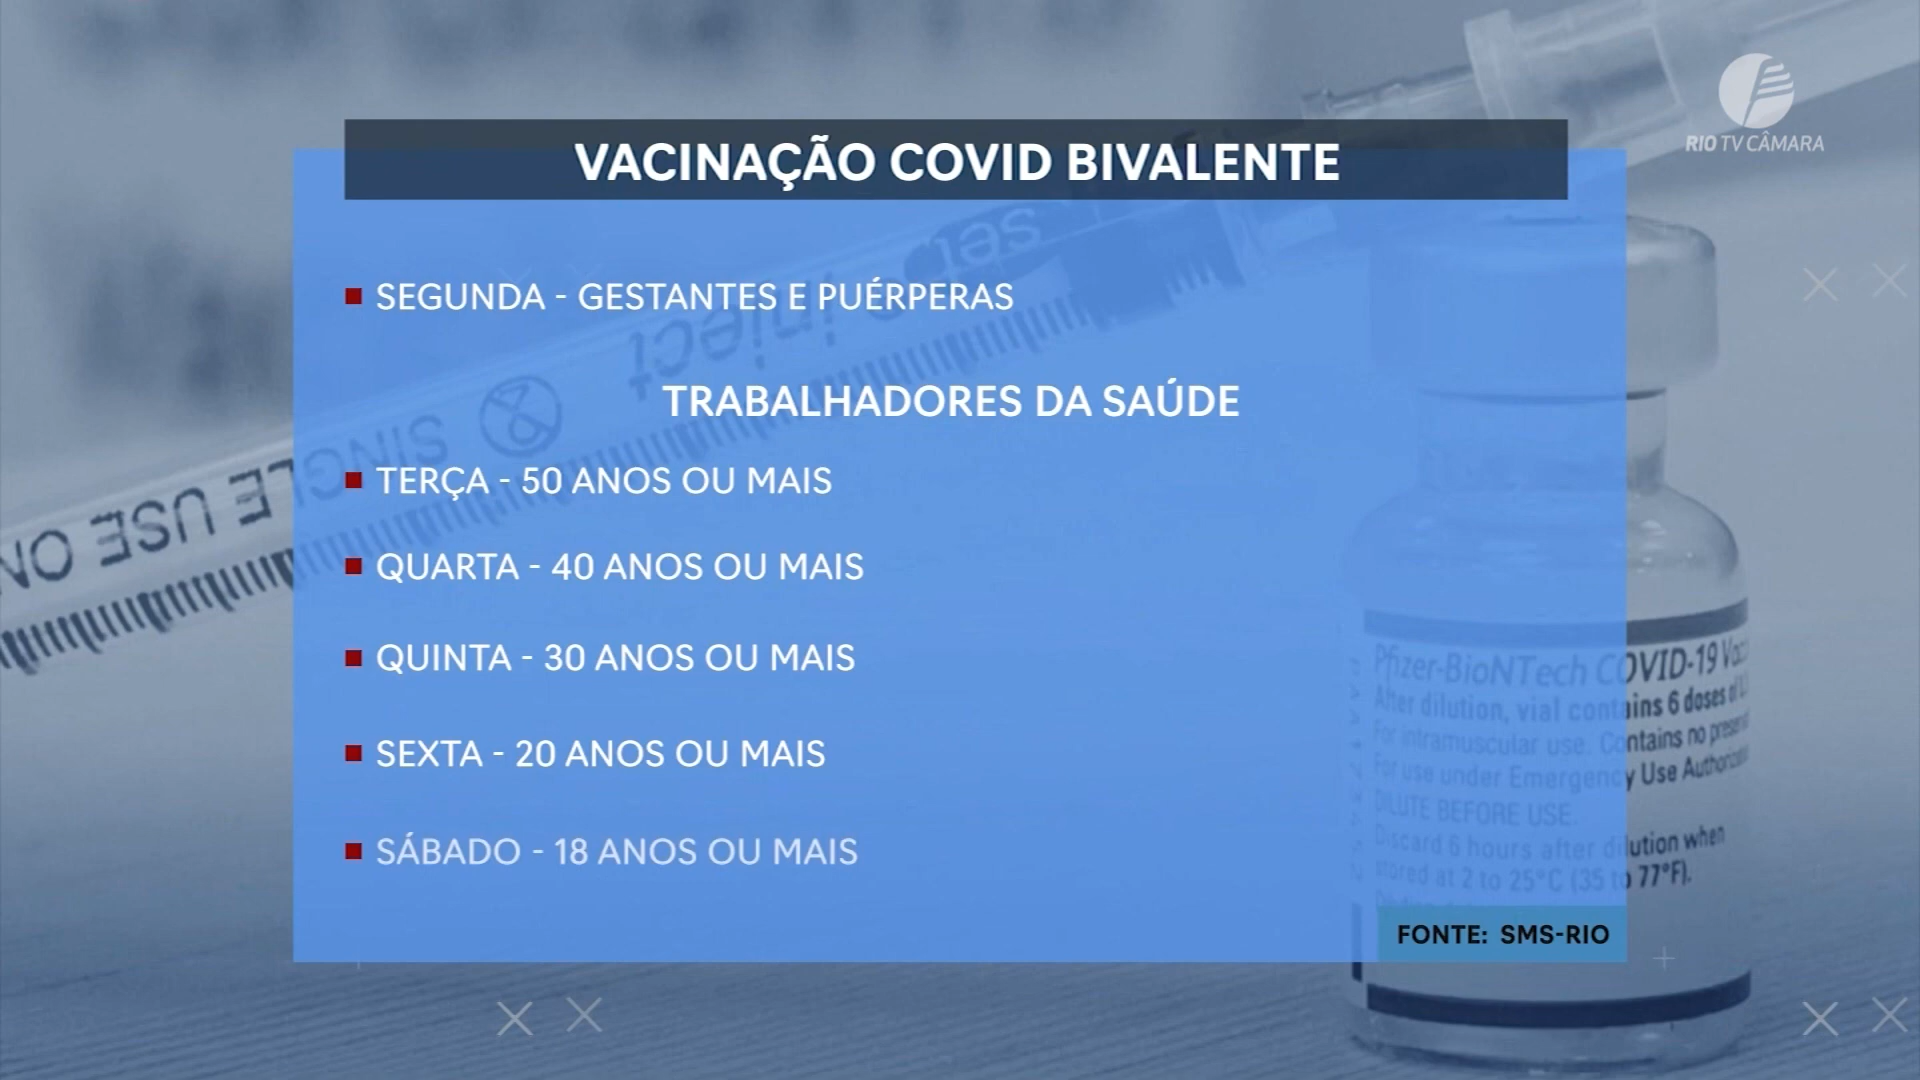 RIO TV CÂMARA
VACINAÇÃO COVID BIVALENTE
SEGUNDA - GESTANTES E PUÉRPERAS
TRABALHADORES DA SAÚDE
TERÇA - 50 ANOS OU MAIS
QUARTA - 40 ANOS OU MAIS
QUINTA - 30 ANOS OU MAIS
SEXTA - 20 ANOS OU MAIS
SÁBADO - 18 ANOS OU MAIS
FONTE: SMS-RIO
inject
SINGLE USE ON
Pfizer-BioNTech COVID-19
After dilution, vial contains 6 doses of
For intramuscular use. Contains no
For use under Emergency Use
DILUTE BEFORE USE.
Discard 6 hours after dilution when
stored at 2 to 25°C (35 to 77°F).